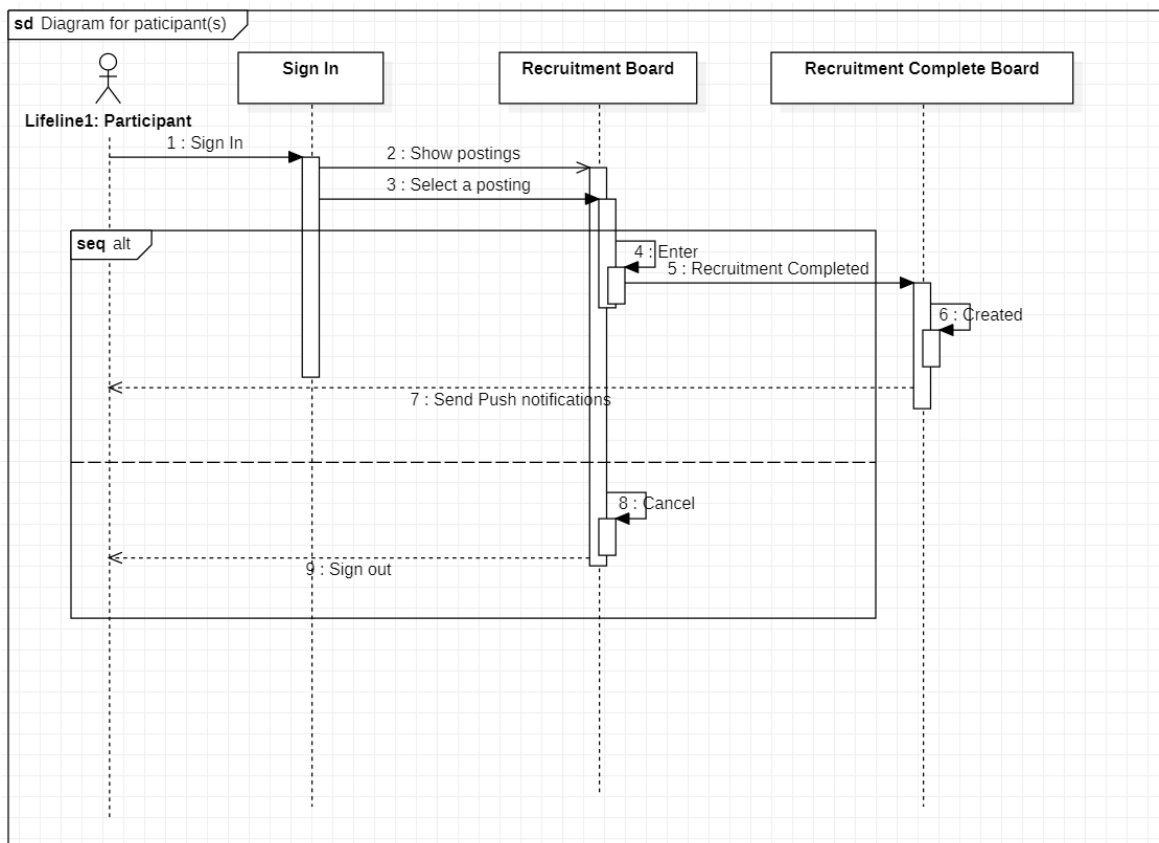 sd Diagram for paticipant(s)
Sign In
Recruitment Board
Recruitment Complete Board
Lifeline1: Participant
1 : Sign In
2 : Show postings
3 : Select a posting
seq alt
4 : Enter
5 : Recruitment Completed
6 : Created
7 : Send Push notifications
8 : Cancel
9 : Sign out